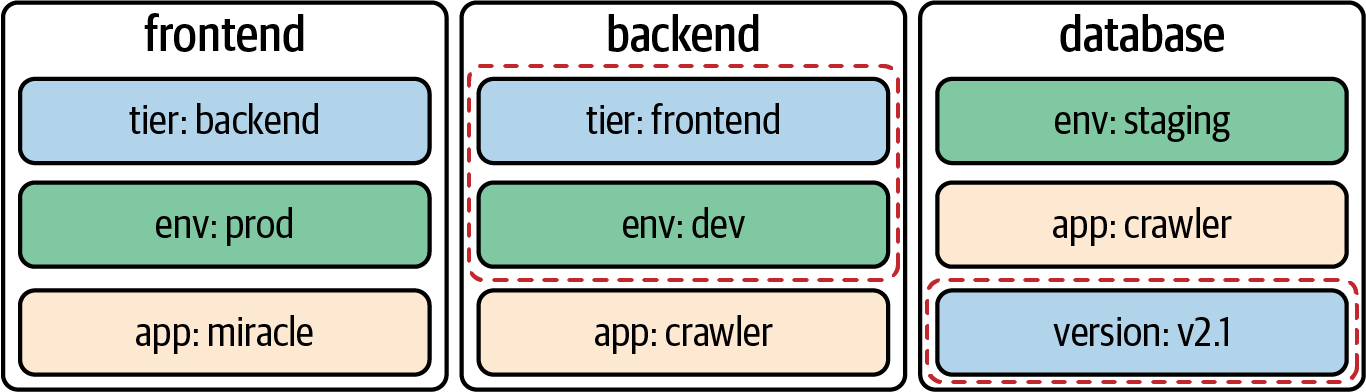 frontend
tier: backend
env: prod
app: miracle
backend
tier: frontend
env: dev
app: crawler
database
env: staging
app: crawler
version: v2.1